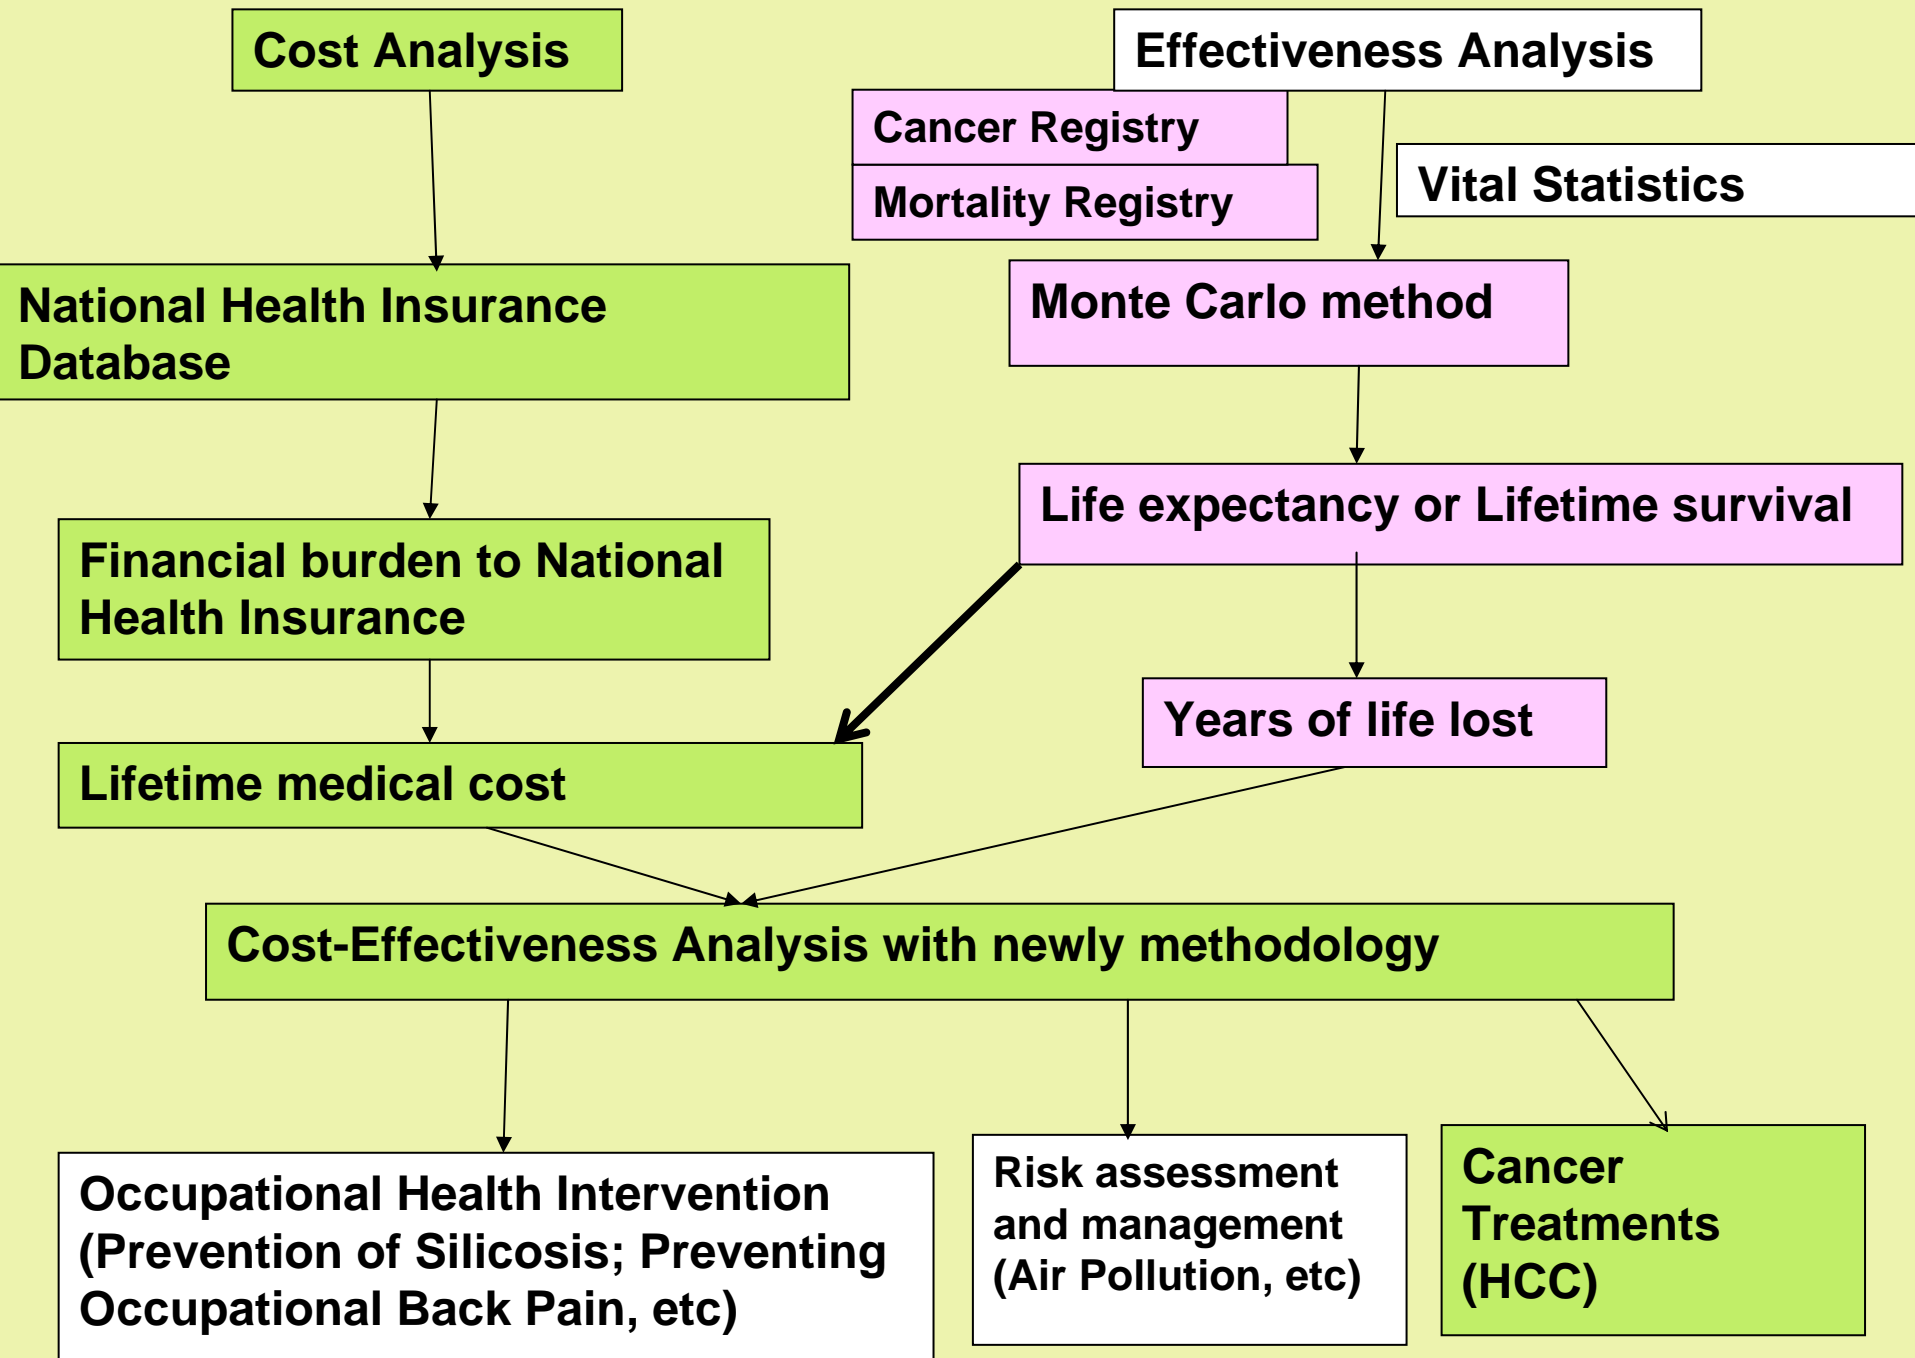 Cost Analysis
Effectiveness Analysis
Cancer Registry
Mortality Registry
Vital Statistics
National Health Insurance
Database
Monte Carlo method
Life expectancy or Lifetime survival
Financial burden to National
Health Insurance
Years of life lost
Lifetime medical cost
Cost-Effectiveness Analysis with newly methodology
Occupational Health Intervention
(Prevention of Silicosis; Preventing
Occupational Back Pain, etc)
Risk assessment
and management
(Air Pollution, etc)
Cancer
Treatments
(HCC)